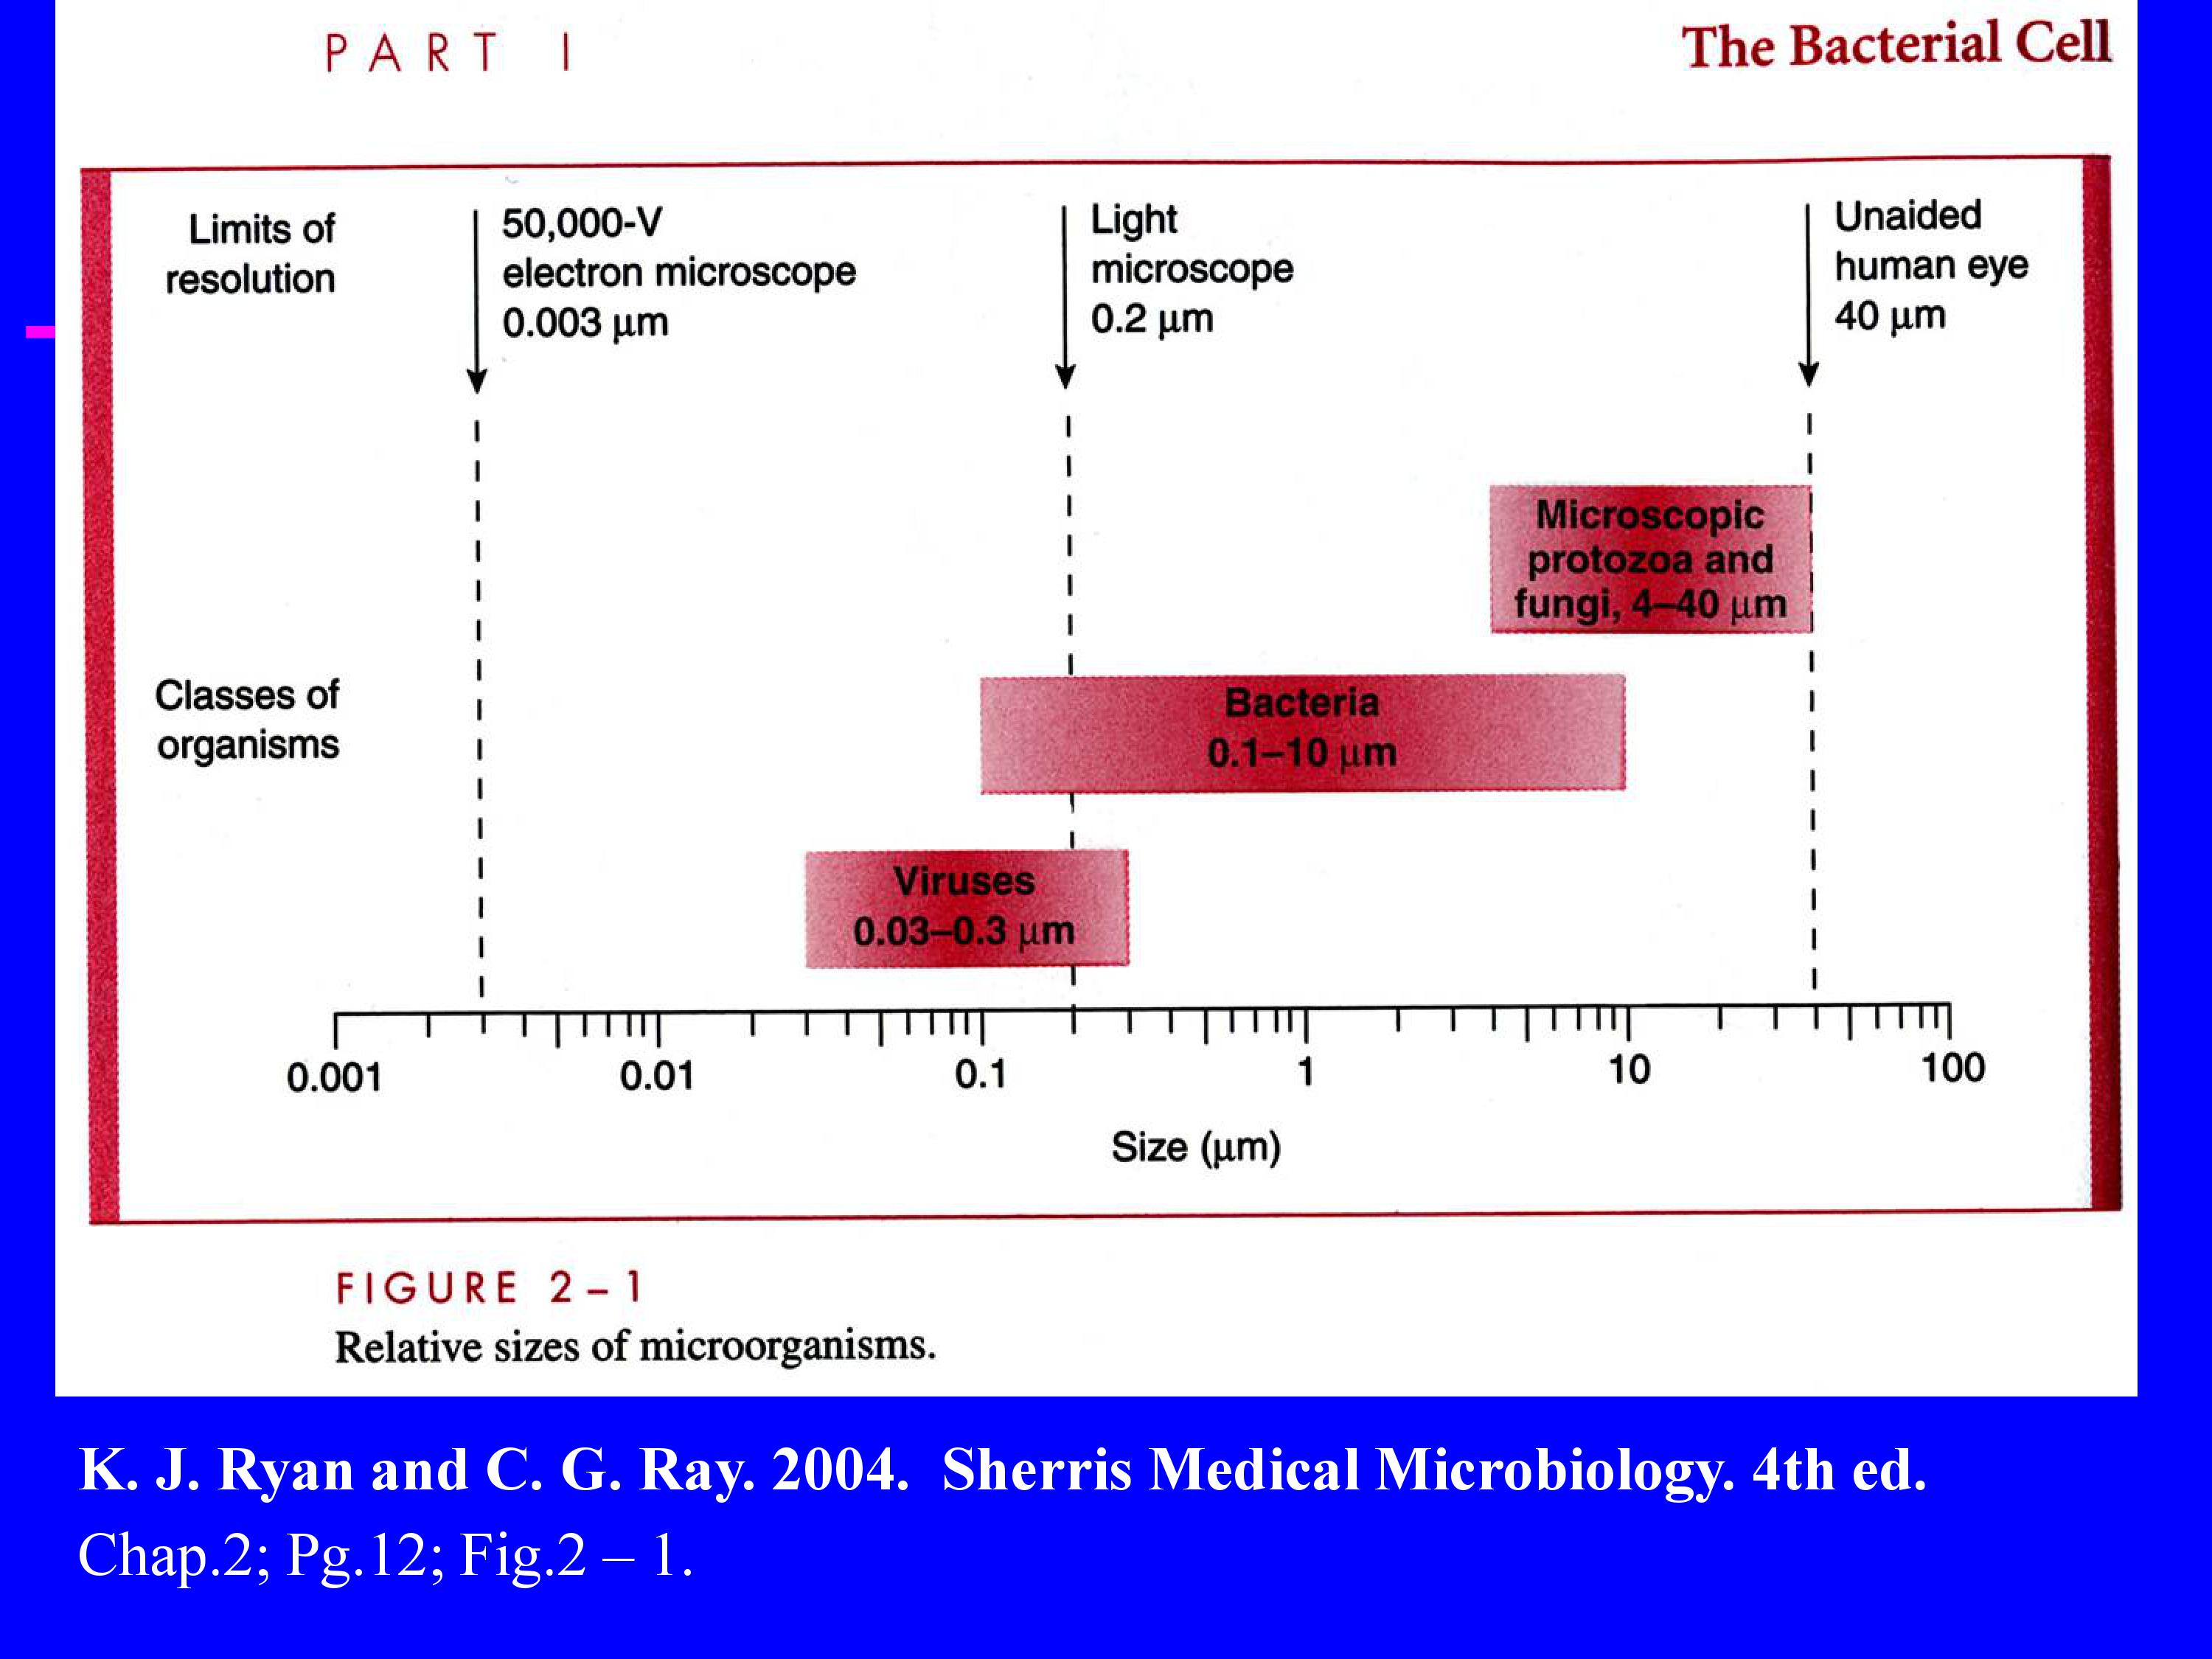 PART I
The Bacterial Cell
Limits of
resolution
50,000-V
electron microscope
0.003 μm
Light
microscope
0.2 μm
Unaided
human eye
40 μm
Microscopic
protozoa and
fungi, 4–40 μm
Classes of
organisms
Bacteria
0.1–10 μm
Viruses
0.03–0.3 μm
0.001 0.01 0.1 1 10 100
Size (μm)
FIGURE 2–1
Relative sizes of microorganisms.
K. J. Ryan and C. G. Ray. 2004. Sherris Medical Microbiology. 4th ed.
Chap.2; Pg.12; Fig.2 – 1.